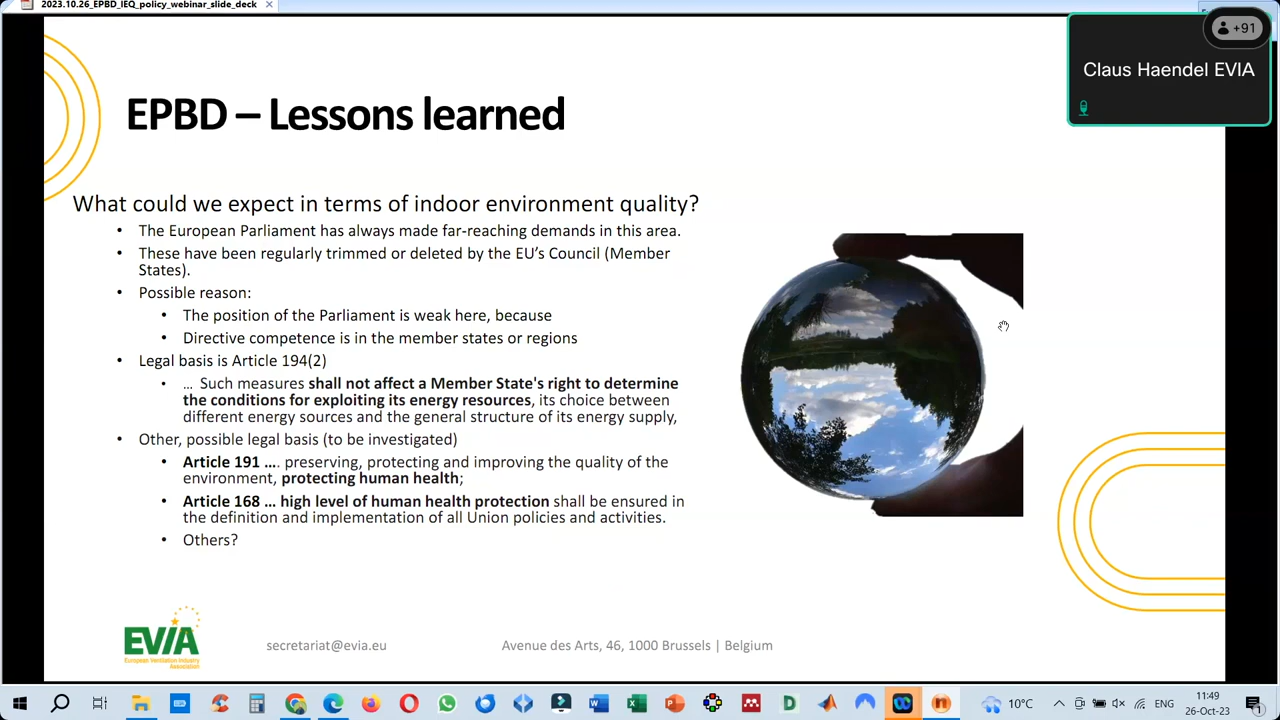 2023.10.26_EPBD_IEQ_policy_webinar_slide_deck
+91
Claus Haendel EVIA
EPBD – Lessons learned
What could we expect in terms of indoor environment quality?
• The European Parliament has always made far-reaching demands in this area.
• These have been regularly trimmed or deleted by the EU's Council (Member
States).
• Possible reason:
• The position of the Parliament is weak here, because
• Directive competence is in the member states or regions
• Legal basis is Article 194(2)
• ... Such measures shall not affect a Member State's right to determine
the conditions for exploiting its energy resources, its choice between
different energy sources and the general structure of its energy supply,
• Other, possible legal basis (to be investigated)
• Article 191 .... preserving, protecting and improving the quality of the
environment, protecting human health;
• Article 168 ... high level of human health protection shall be ensured in
the definition and implementation of all Union policies and activities.
• Others?
EVIA
European Ventilation Industry
Association
secretariat@evia.eu
Avenue des Arts, 46, 1000 Brussels | Belgium
10°C
ENG
11:49
26-Oct-23
1